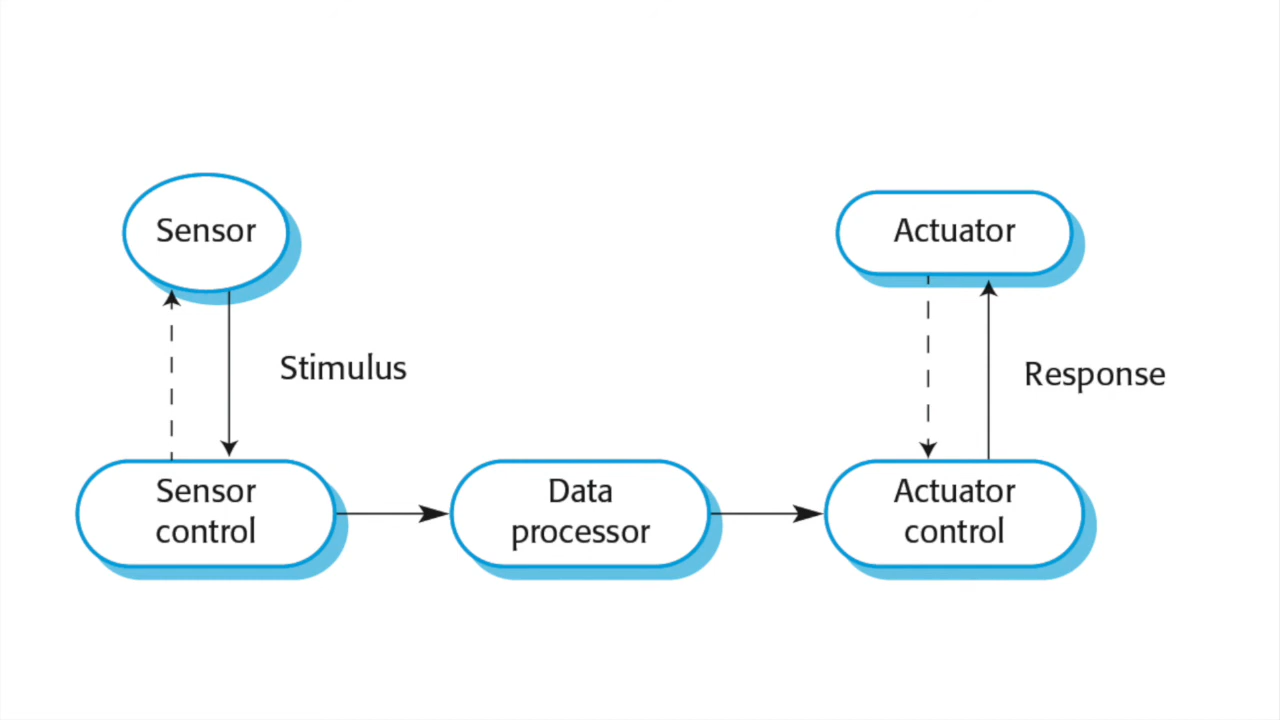 Sensor
Actuator
Stimulus
Response
Sensor
control
Data
processor
Actuator
control